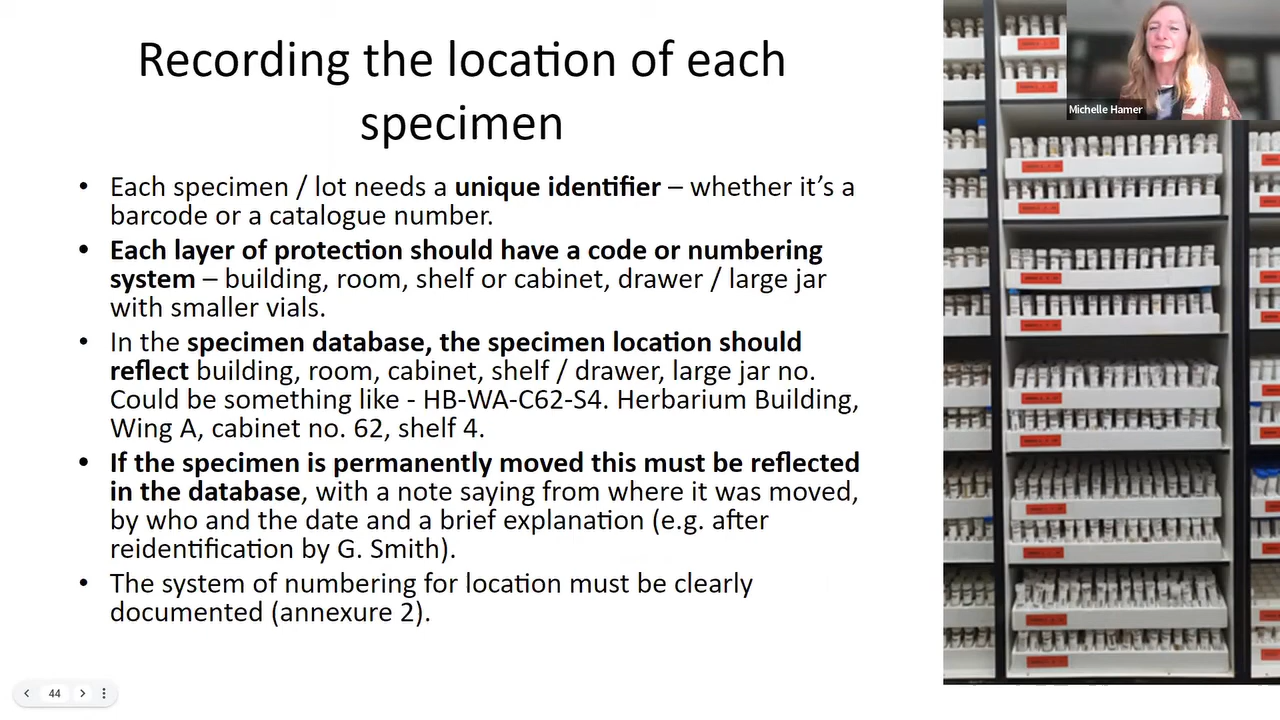 Recording the location of each
specimen
• Each specimen / lot needs a unique identifier – whether it's a
barcode or a catalogue number.
• Each layer of protection should have a code or numbering
system – building, room, shelf or cabinet, drawer / large jar
with smaller vials.
• In the specimen database, the specimen location should
reflect building, room, cabinet, shelf / drawer, large jar no.
Could be something like - HB-WA-C62-S4. Herbarium Building,
Wing A, cabinet no. 62, shelf 4.
• If the specimen is permanently moved this must be reflected
in the database, with a note saying from where it was moved,
by who and the date and a brief explanation (e.g. after
reidentification by G. Smith).
• The system of numbering for location must be clearly
documented (annexure 2).
Michelle Hamer
44